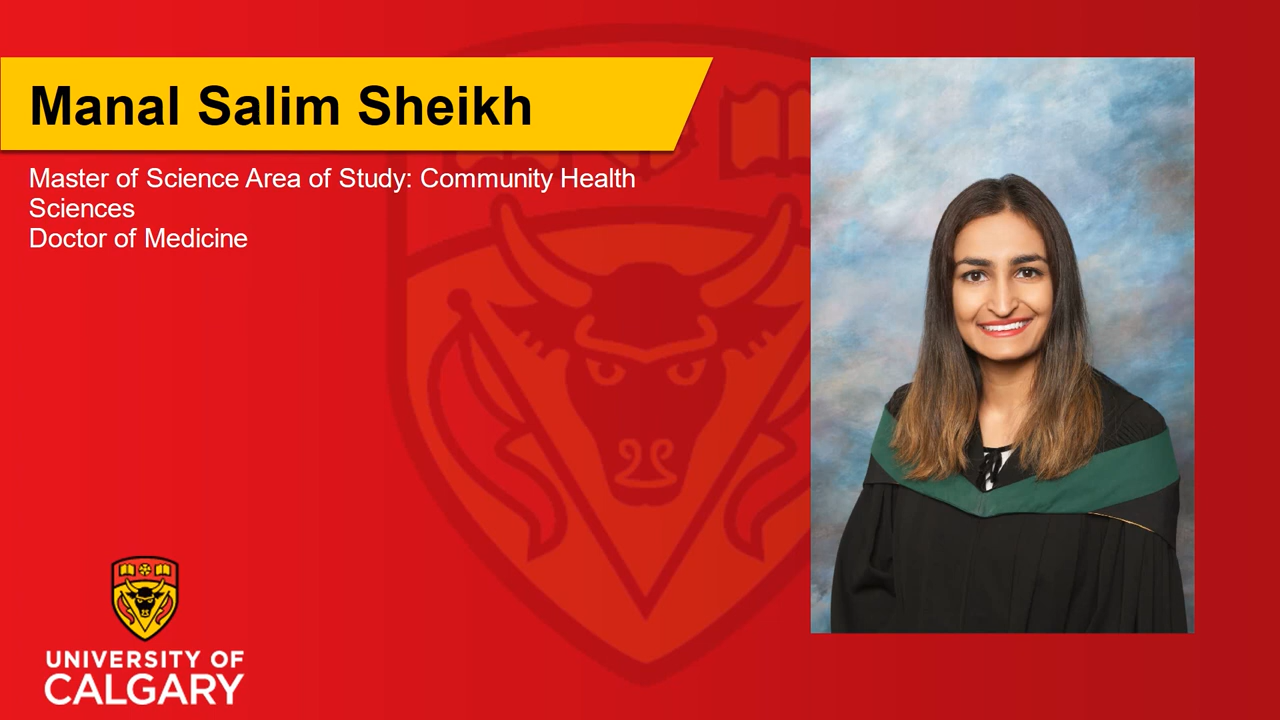 Manal Salim Sheikh
Master of Science Area of Study: Community Health
Sciences
Doctor of Medicine
UNIVERSITY OF
CALGARY